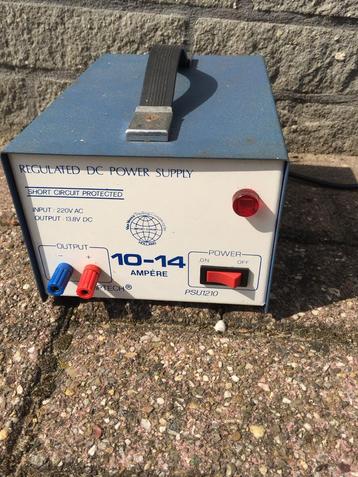 REGULATED DC POWER SUPPLY
SHORT CIRCUIT PROTECTED
INPUT : 220V AC
OUTPUT : 13.8V DC
HOLLAND
OUTPUT
- +
10-14
AMPÈRE
POWER
ON OFF
PSU1210